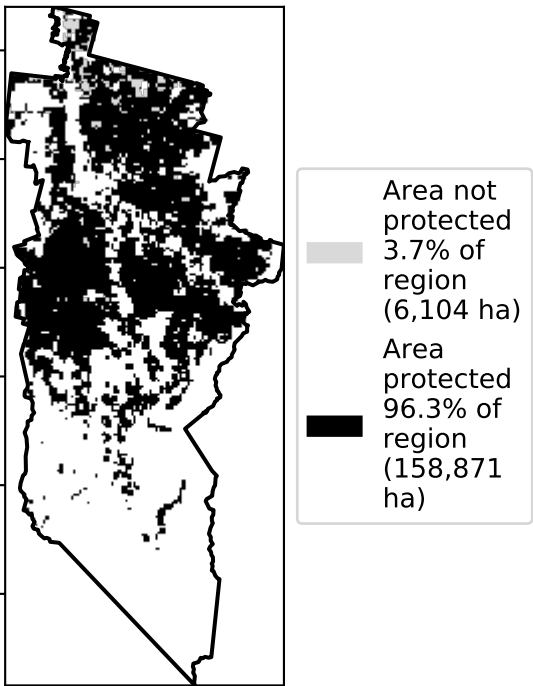 Area not
protected
3.7% of
region
(6,104 ha)
Area
protected
96.3% of
region
(158,871
ha)